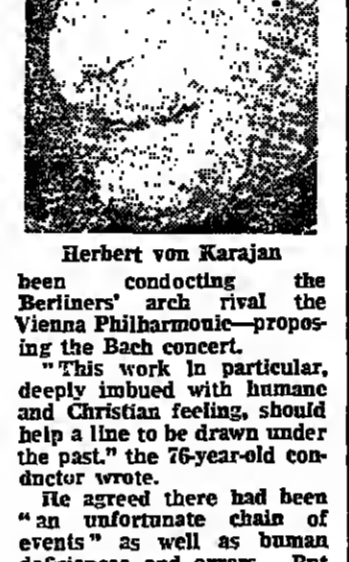 Herbert von Karajan
been condocting the
Berliners' arch rival the
Vienna Philharmonic—propos-
ing the Bach concert.
"This work in particular,
deeply imbued with humane
and Christian feeling, should
help a line to be drawn under
the past." the 76-year-old con-
ductor wrote.
He agreed there had been
"an unfortunate chain of
events" as well as human